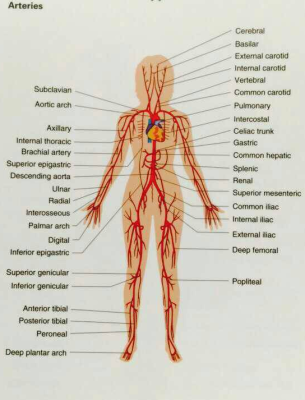 Arteries
Cerebral
Basilar
External carotid
Internal carotid
Vertebral
Common carotid
Pulmonary
Intercostal
Celiac trunk
Gastric
Common hepatic
Splenic
Renal
Superior mesenteric
Common iliac
Internal iliac
External iliac
Deep femoral
Popliteal
Subclavian
Aortic arch
Axillary
Internal thoracic
Brachial artery
Superior epigastric
Descending aorta
Ulnar
Radial
Interosseous
Palmar arch
Digital
Inferior epigastric
Superior genicular
Inferior genicular
Anterior tibial
Posterior tibial
Peroneal
Deep plantar arch